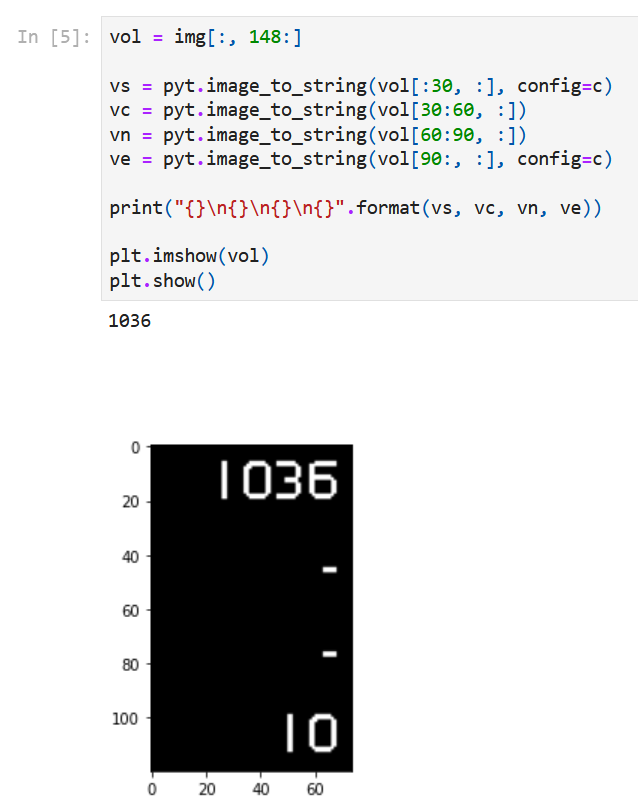 In [5]: vol = img[:, 148:]
vs = pyt.image_to_string(vol[:30, :], config=c)
vc = pyt.image_to_string(vol[30:60, :])
vn = pyt.image_to_string(vol[60:90, :])
ve = pyt.image_to_string(vol[90:, :], config=c)
print("{}\n{}\n{}\n{}".format(vs, vc, vn, ve))
plt.imshow(vol)
plt.show()
1036
0
1036
20
-
40
60
-
80
100
10
0 20 40 60